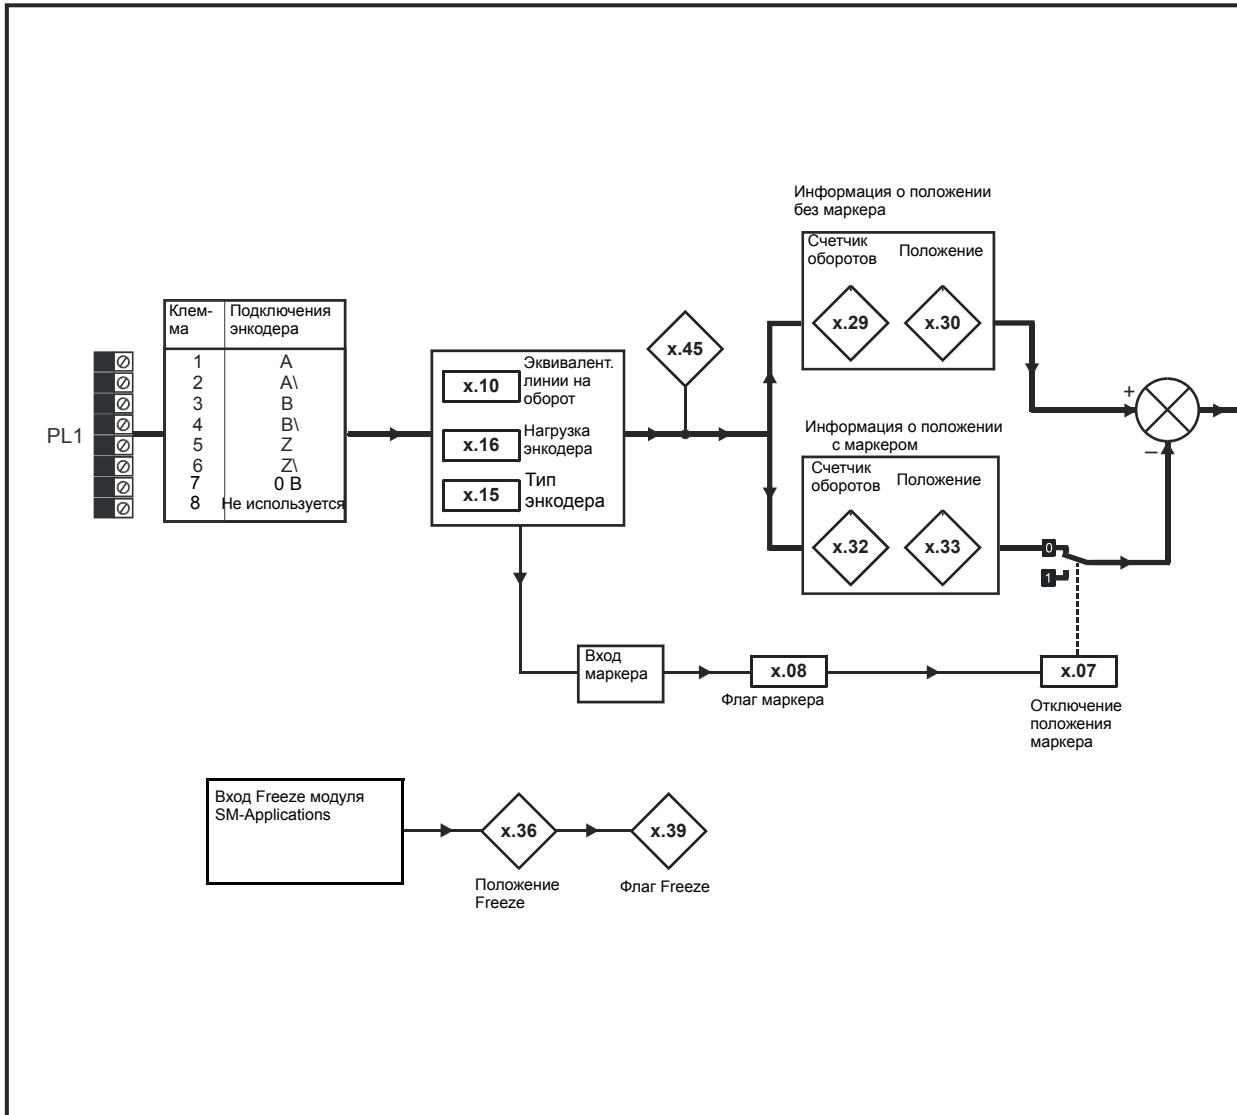 Информация о положении
без маркера
Счетчик
оборотов
Положение
x.29
x.30
Клем-
ма
Подключения
энкодера
1 A
2 A\
3 B
4 B\
5 Z
6 Z\
7 0 В
8 Не используется
PL1
x.10
Эквивалент.
линии на
оборот
x.16
Нагрузка
энкодера
x.15
Тип
энкодера
x.45
+
–
Информация о положении
с маркером
Счетчик
оборотов
Положение
x.32
x.33
0
1
Вход
маркера
x.08
Флаг маркера
x.07
Отключение
положения
маркера
Вход Freeze модуля
SM-Applications
x.36
Положение
Freeze
x.39
Флаг Freeze